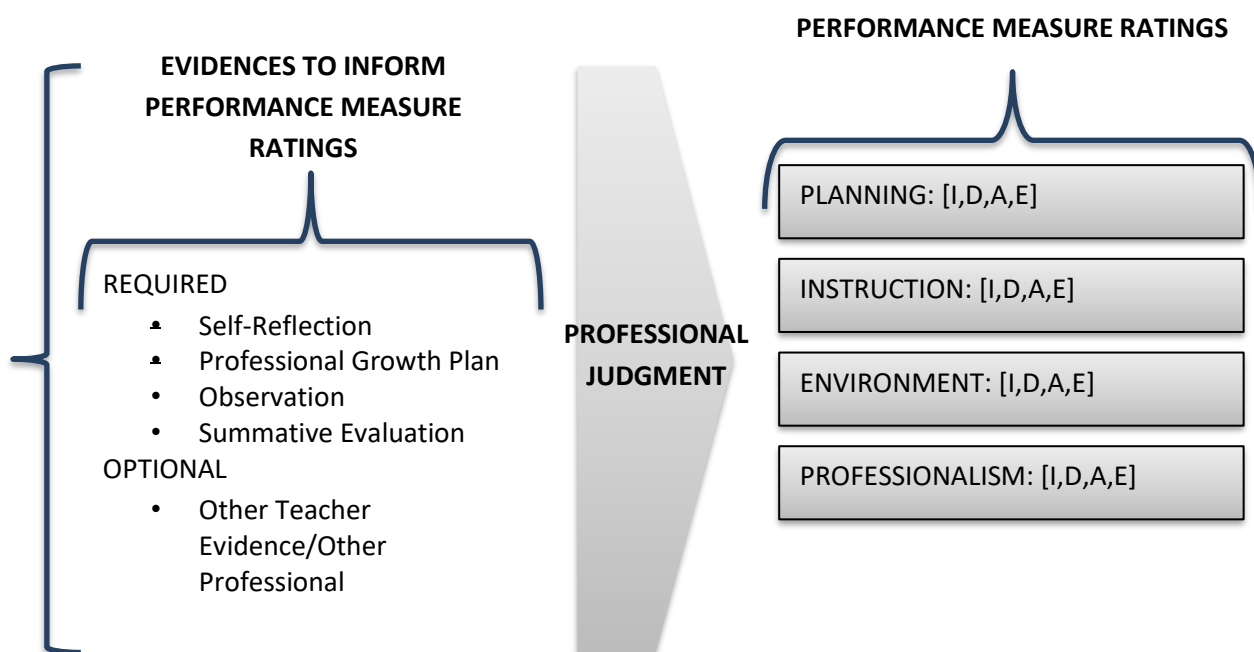 EVIDENCES TO INFORM
PERFORMANCE MEASURE
RATINGS
REQUIRED
• Self-Reflection
• Professional Growth Plan
• Observation
• Summative Evaluation
OPTIONAL
• Other Teacher
Evidence/Other
Professional
PROFESSIONAL
JUDGMENT
PERFORMANCE MEASURE RATINGS
PLANNING: [I,D,A,E]
INSTRUCTION: [I,D,A,E]
ENVIRONMENT: [I,D,A,E]
PROFESSIONALISM: [I,D,A,E]